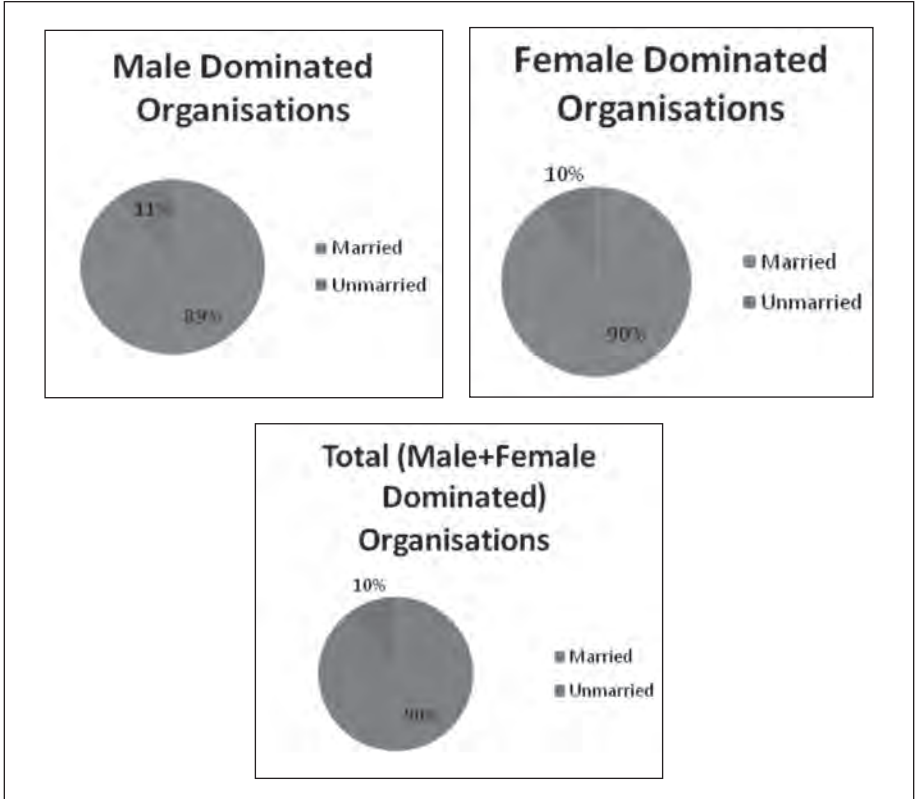 Male Dominated
Organisations
11%
89%
Married
Unmarried
Female Dominated
Organisations
10%
90%
Married
Unmarried
Total (Male+Female
Dominated)
Organisations
10%
90%
Married
Unmarried